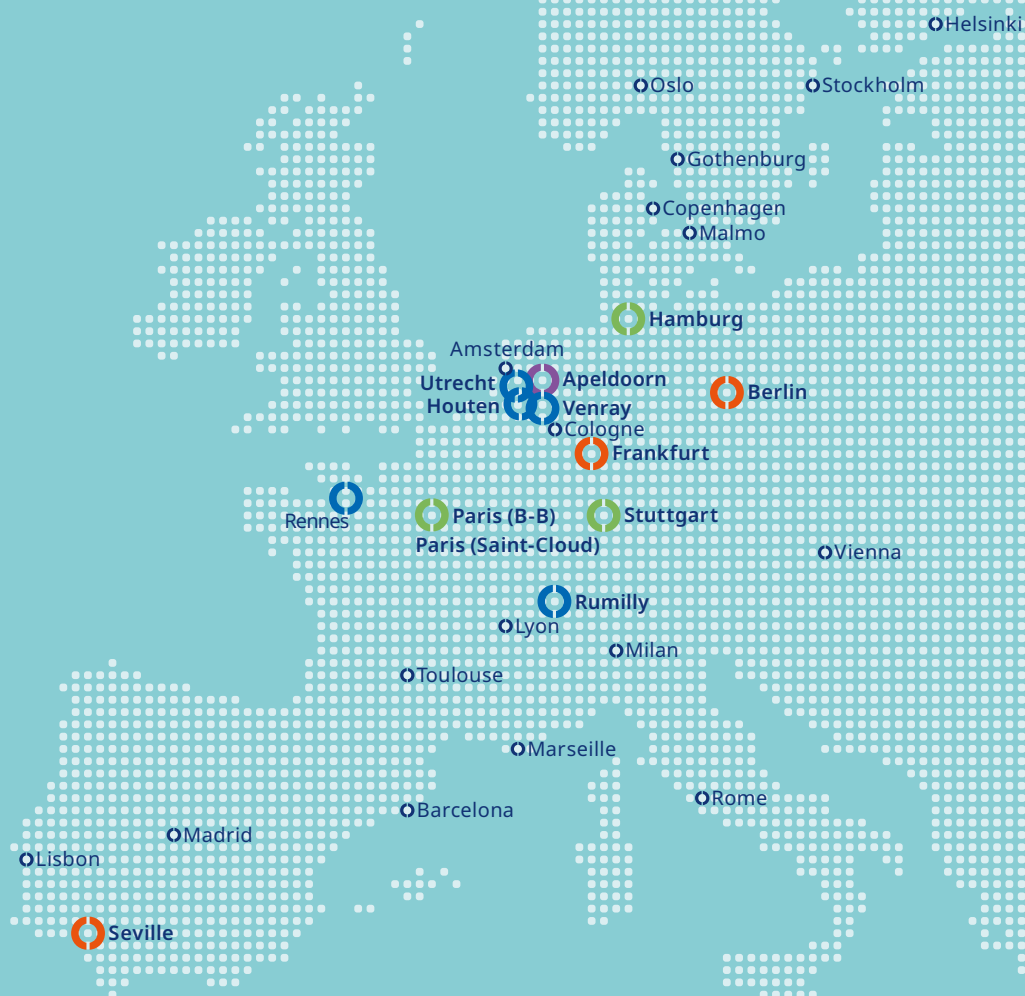 Helsinki
Oslo
Stockholm
Gothenburg
Copenhagen
Malmo
Hamburg
Amsterdam
Utrecht
Apeldoorn
Berlin
Houten
Venray
Cologne
Frankfurt
Rennes
Paris (B-B)
Stuttgart
Paris (Saint-Cloud)
Vienna
Rumilly
Lyon
Milan
Toulouse
Marseille
Rome
Barcelona
Madrid
Lisbon
Seville